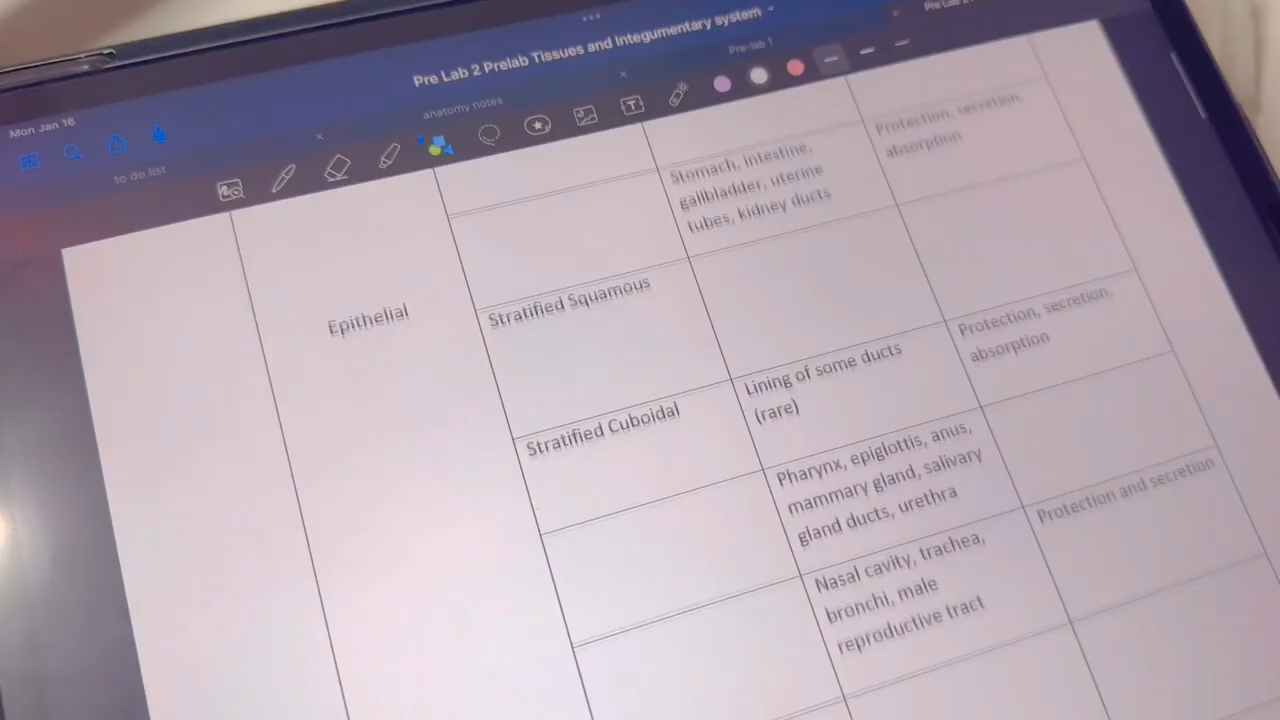 Mon Jan 16
Pre Lab 2 Prelab Tissues and Integumentary system
to do list
anatomy notes
Pre-lab 1
Pre Lab
Epithelial
Stomach, intestine,
gallbladder, uterine
tubes, kidney ducts
Protection, secretion,
absorption
Stratified Squamous
Stratified Cuboidal
Lining of some ducts
(rare)
Protection, secretion,
absorption
Pharynx, epiglottis, anus,
mammary gland, salivary
gland ducts, urethra
Nasal cavity, trachea,
bronchi, male
reproductive tract
Protection and secretion